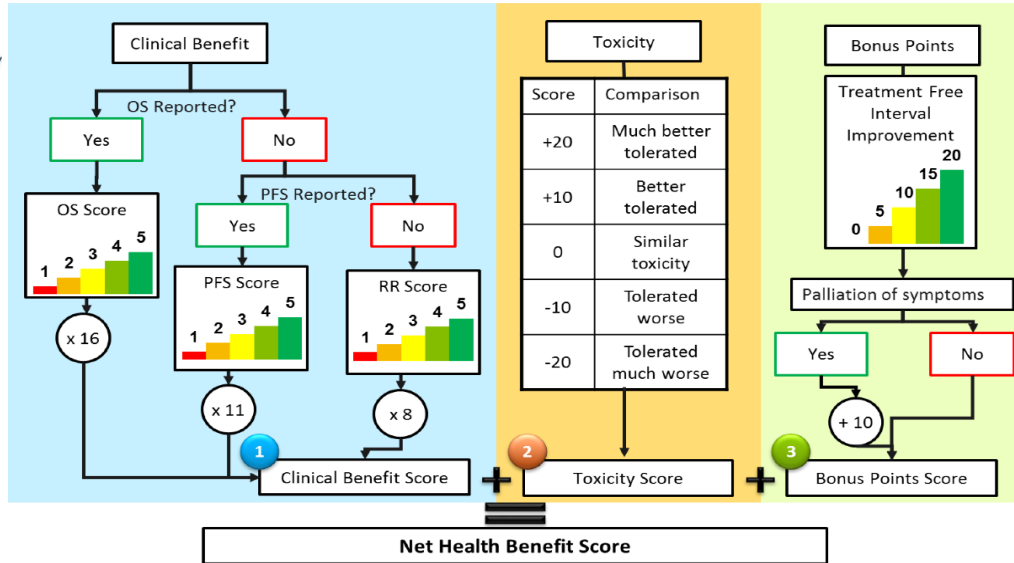 Clinical Benefit
OS Reported?
Yes
No
OS Score
1 2 3 4 5
x 16
PFS Reported?
Yes
No
PFS Score
1 2 3 4 5
x 11
RR Score
1 2 3 4 5
x 8
1
Clinical Benefit Score
Toxicity
Score Comparison
+20 Much better
tolerated
+10 Better
tolerated
0 Similar
toxicity
-10 Tolerated
worse
-20 Tolerated
much worse
2
Toxicity Score
Bonus Points
Treatment Free
Interval
Improvement
0 5 10 15 20
Palliation of symptoms
Yes
No
+ 10
3
Bonus Points Score
+
+
=
Net Health Benefit Score